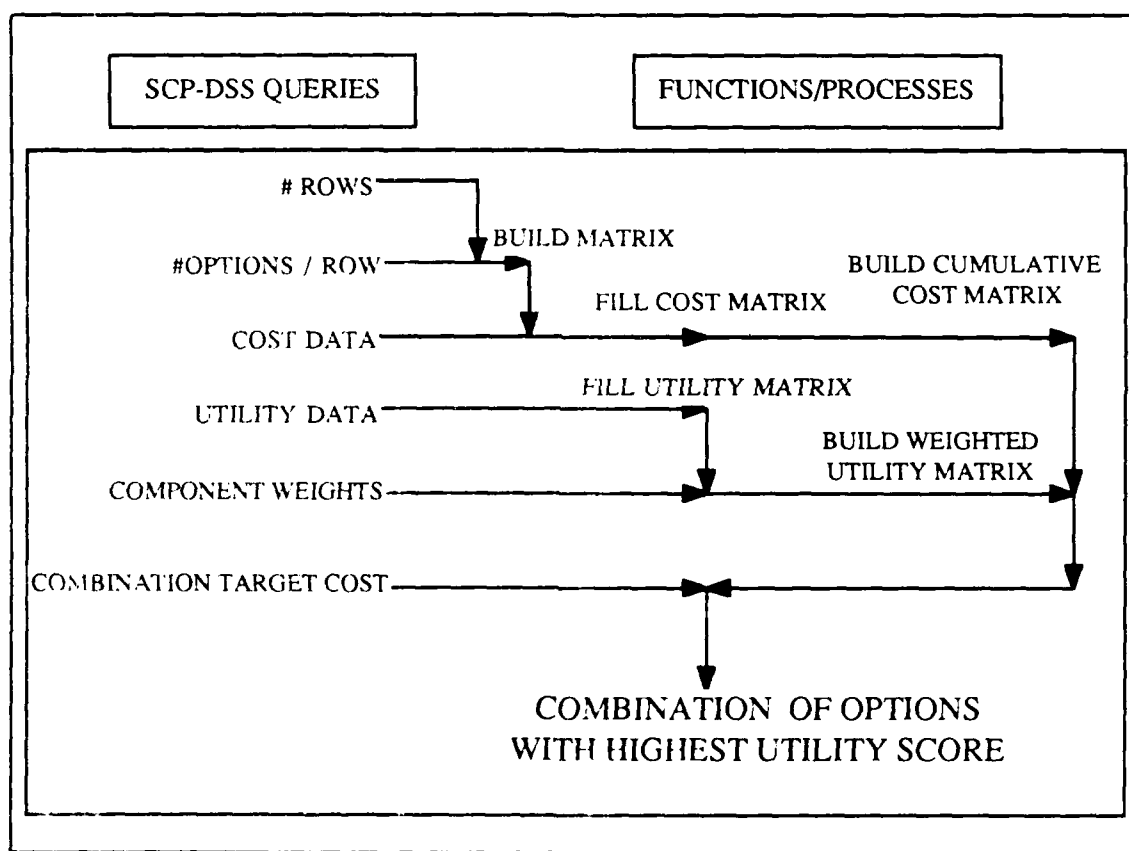 SCP-DSS QUERIES
FUNCTIONS/PROCESSES
# ROWS
BUILD MATRIX
#OPTIONS / ROW
BUILD CUMULATIVE
COST MATRIX
FILL COST MATRIX
COST DATA
FILL UTILITY MATRIX
UTILITY DATA
BUILD WEIGHTED
UTILITY MATRIX
COMPONENT WEIGHTS
COMBINATION TARGET COST
COMBINATION OF OPTIONS
WITH HIGHEST UTILITY SCORE